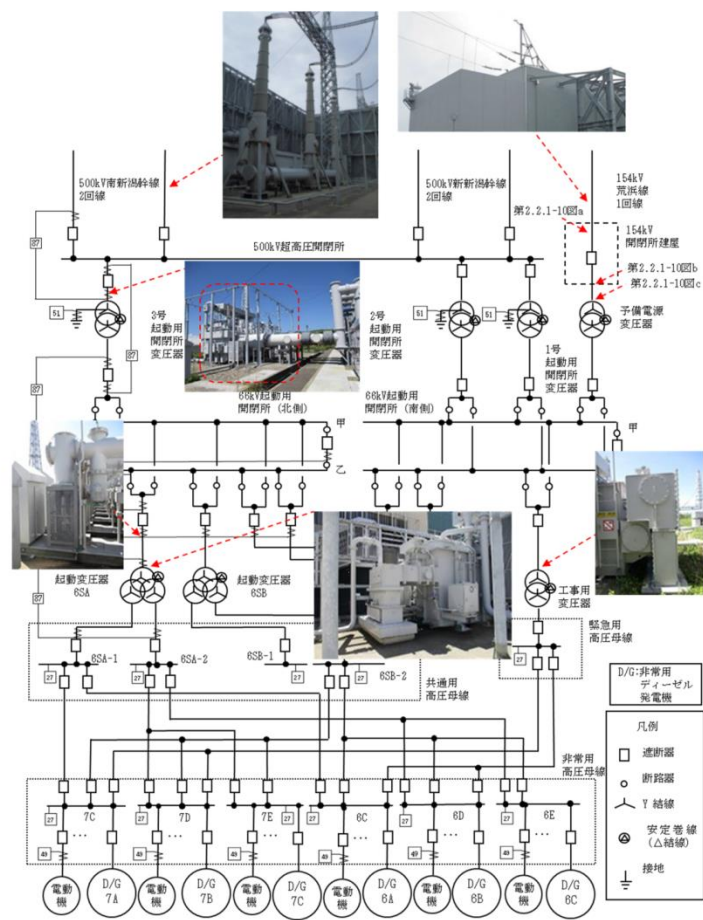 500kV南新潟幹線
2回線
500kV新新潟幹線
2回線
154kV
荒浜線
1回線
第2.2.1-10図a
154kV
開閉所建屋
500kV超高圧開閉所
第2.2.1-10図b
第2.2.1-10図c
87
87
51
51
51
3号
起動用
開閉所
変圧器
2号
起動用
開閉所
変圧器
予備電源
変圧器
1号
起動用
開閉所
変圧器
87
66kV起動用
開閉所(北側)
66kV起動用
開閉所(南側)
甲
甲
乙
起動変圧器
6SA
起動変圧器
6SB
工事用
変圧器
87
緊急用
高圧母線
6SA-1
6SA-2
6SB-1
6SB-2
27
27
27
27
27
共通用
高圧母線
D/G:非常用
ディーゼル
発電機
凡例
遮断器
断路器
Y 結線
安定巻線
(△結線)
接地
非常用
高圧母線
7C
7D
7E
6C
6D
6E
27
27
27
27
27
27
...
...
...
...
...
...
49
49
49
49
49
49
電動
機
D/G
7A
電動
機
D/G
7B
電動
機
D/G
7C
電動
機
D/G
6A
電動
機
D/G
6B
電動
機
D/G
6C